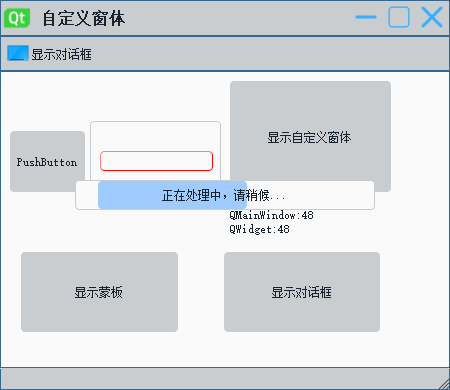 Qt 自定义窗体
显示对话框
显示自定义窗体
PushButton
正在处理中，请稍候...
QMainWindow:48
QWidget:48
显示蒙板
显示对话框